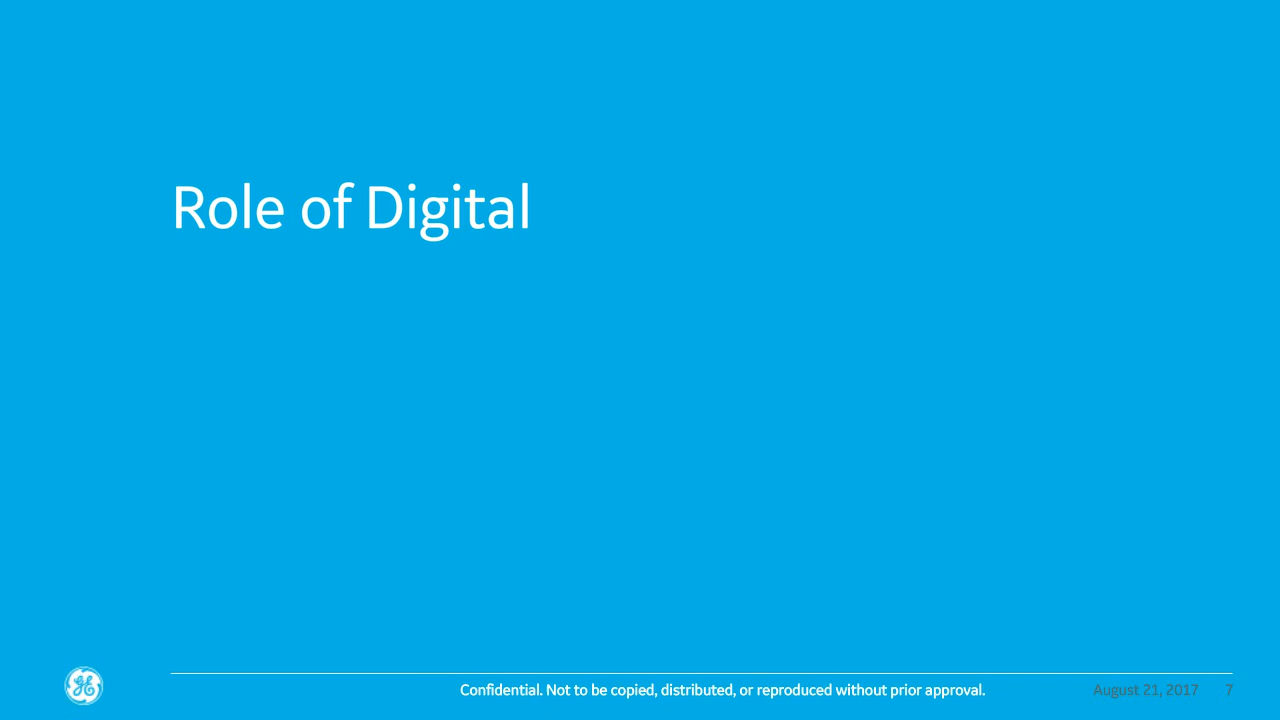 Role of Digital
Confidential. Not to be copied, distributed, or reproduced without prior approval.
August 21, 2017
7